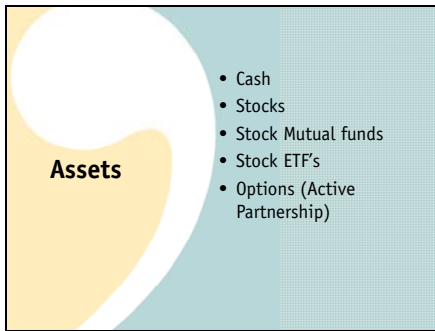 Assets
• Cash
• Stocks
• Stock Mutual funds
• Stock ETF's
• Options (Active
Partnership)